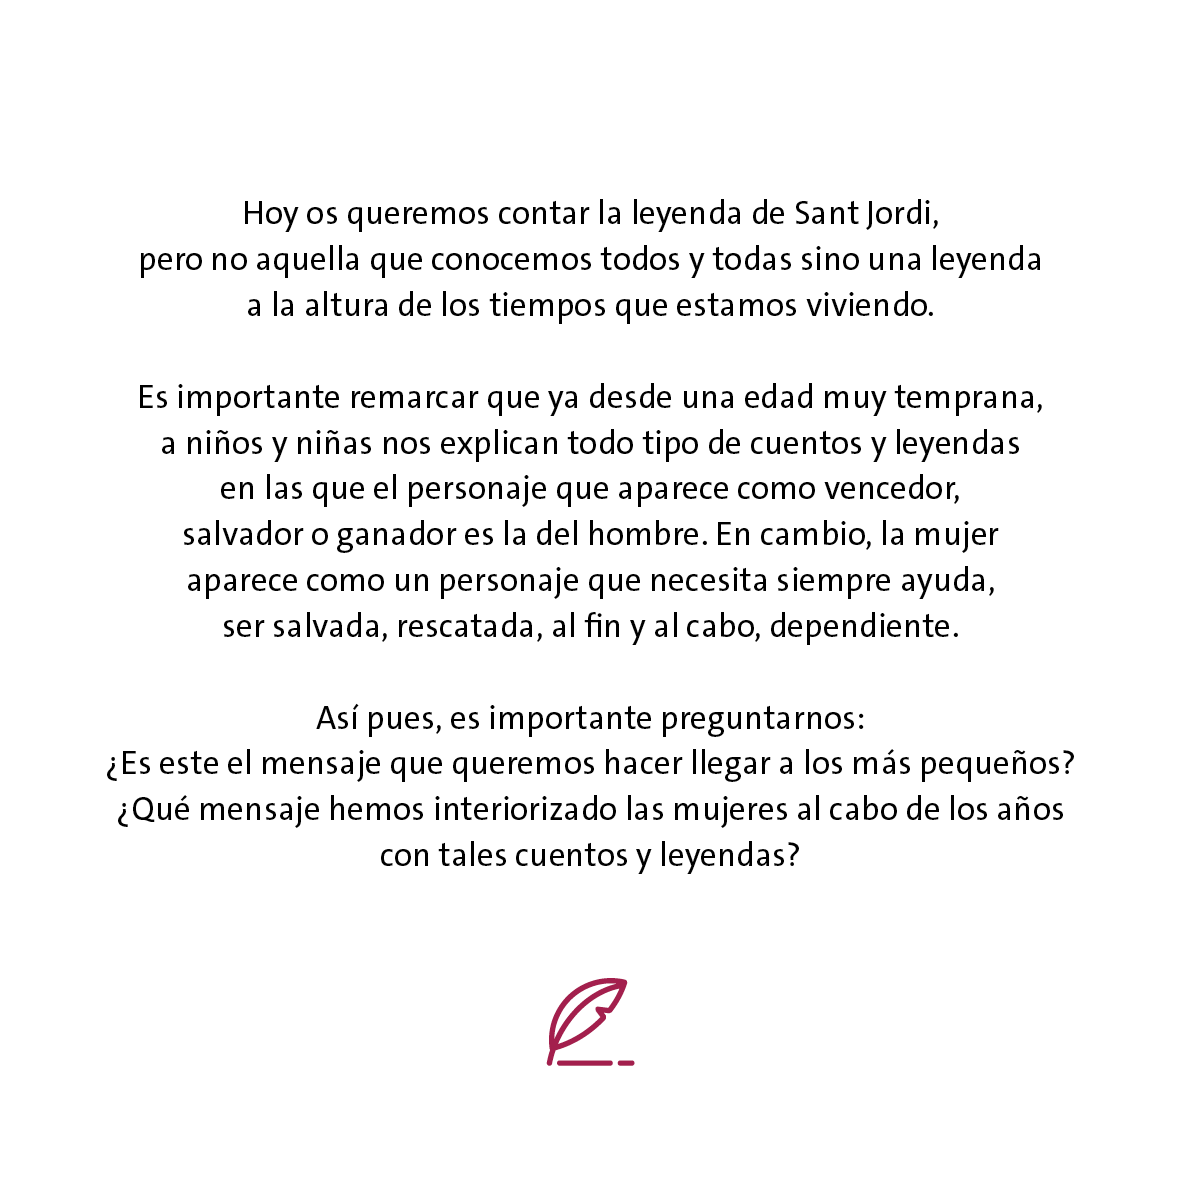 Hoy os queremos contar la leyenda de Sant Jordi,
pero no aquella que conocemos todos y todas sino una leyenda
a la altura de los tiempos que estamos viviendo.
Es importante remarcar que ya desde una edad muy temprana,
a niños y niñas nos explican todo tipo de cuentos y leyendas
en las que el personaje que aparece como vencedor,
salvador o ganador es la del hombre. En cambio, la mujer
aparece como un personaje que necesita siempre ayuda,
ser salvada, rescatada, al fin y al cabo, dependiente.
Así pues, es importante preguntarnos:
¿Es este el mensaje que queremos hacer llegar a los más pequeños?
¿Qué mensaje hemos interiorizado las mujeres al cabo de los años
con tales cuentos y leyendas?